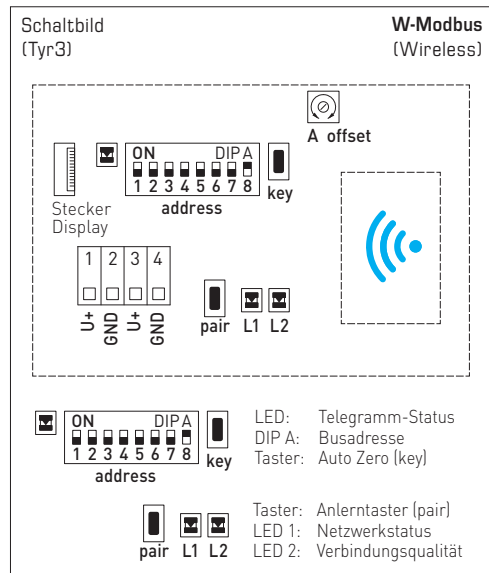 Schaltbild
(Tyr3)
W-Modbus
(Wireless)
A offset
ON DIP A
1 2 3 4 5 6 7 8
address
key
Stecker
Display
1 2 3 4
U+ GND U+ GND
pair L1 L2
ON DIP A
1 2 3 4 5 6 7 8
address
key
LED: Telegramm-Status
DIP A: Busadresse
Taster: Auto Zero (key)
pair L1 L2
Taster: Anlerntaster (pair)
LED 1: Netzwerkstatus
LED 2: Verbindungsqualität